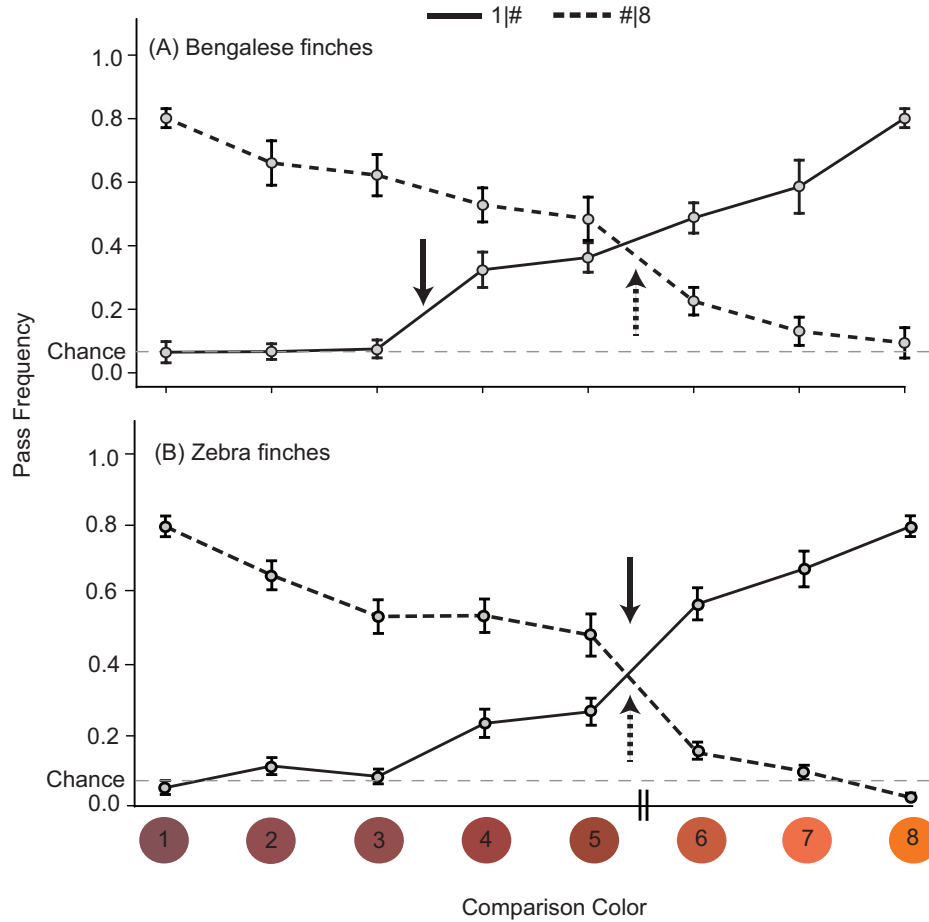 1|# #|8
(A) Bengalese finches
1.0
0.8
0.6
0.4
0.2
Chance
0.0
Pass Frequency
(B) Zebra finches
1.0
0.8
0.6
0.4
0.2
Chance
0.0
1 2 3 4 5 6 7 8
Comparison Color